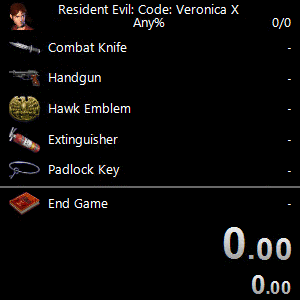 Resident Evil: Code: Veronica X
Any% 0/0
Combat Knife -
Handgun -
Hawk Emblem -
Extinguisher -
Padlock Key -
End Game -
0.00
0.00